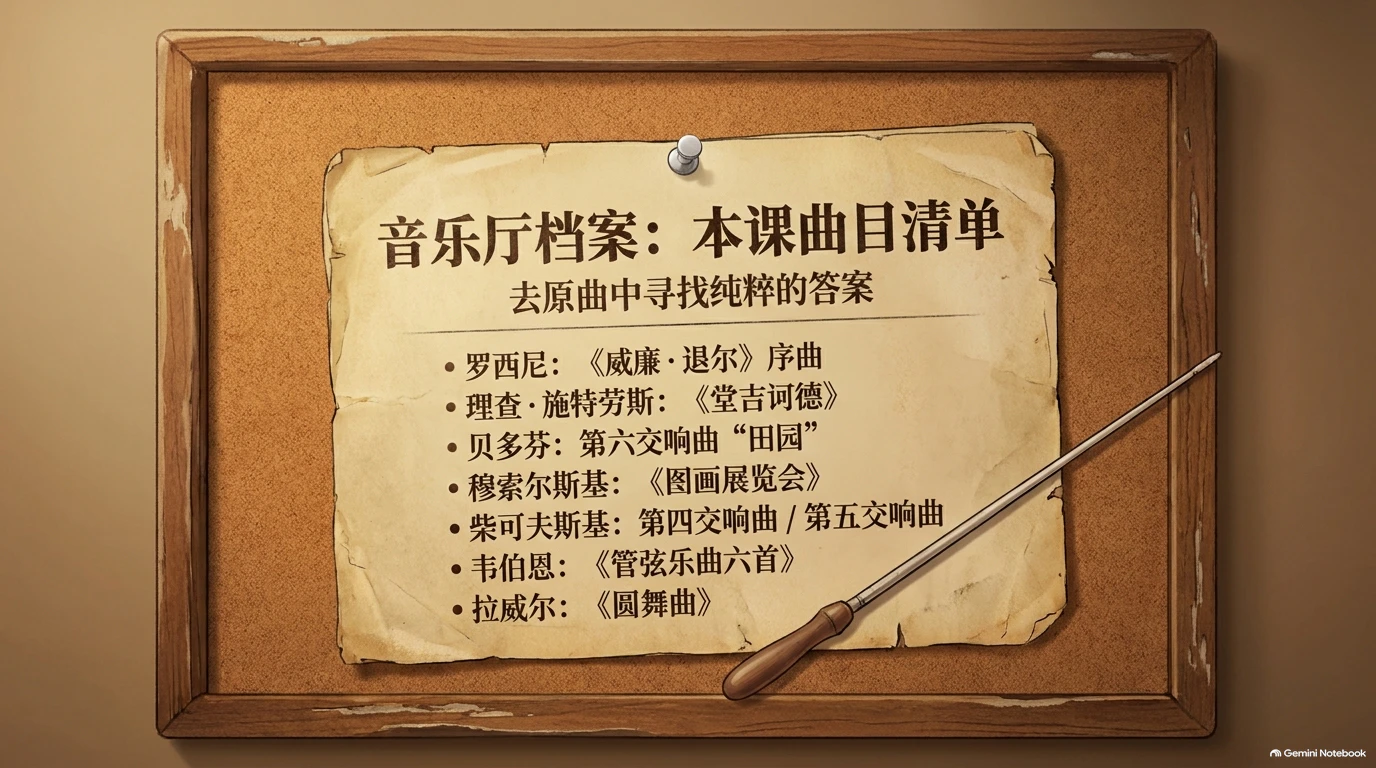 音乐厅档案：本课曲目清单
去原曲中寻找纯粹的答案
• 罗西尼：《威廉·退尔》序曲
• 理查·施特劳斯：《堂吉诃德》
• 贝多芬：第六交响曲“田园”
• 穆索尔斯基：《图画展览会》
• 柴可夫斯基：第四交响曲 / 第五交响曲
• 韦伯恩：《管弦乐曲六首》
• 拉威尔：《圆舞曲》
Gemini Notebook